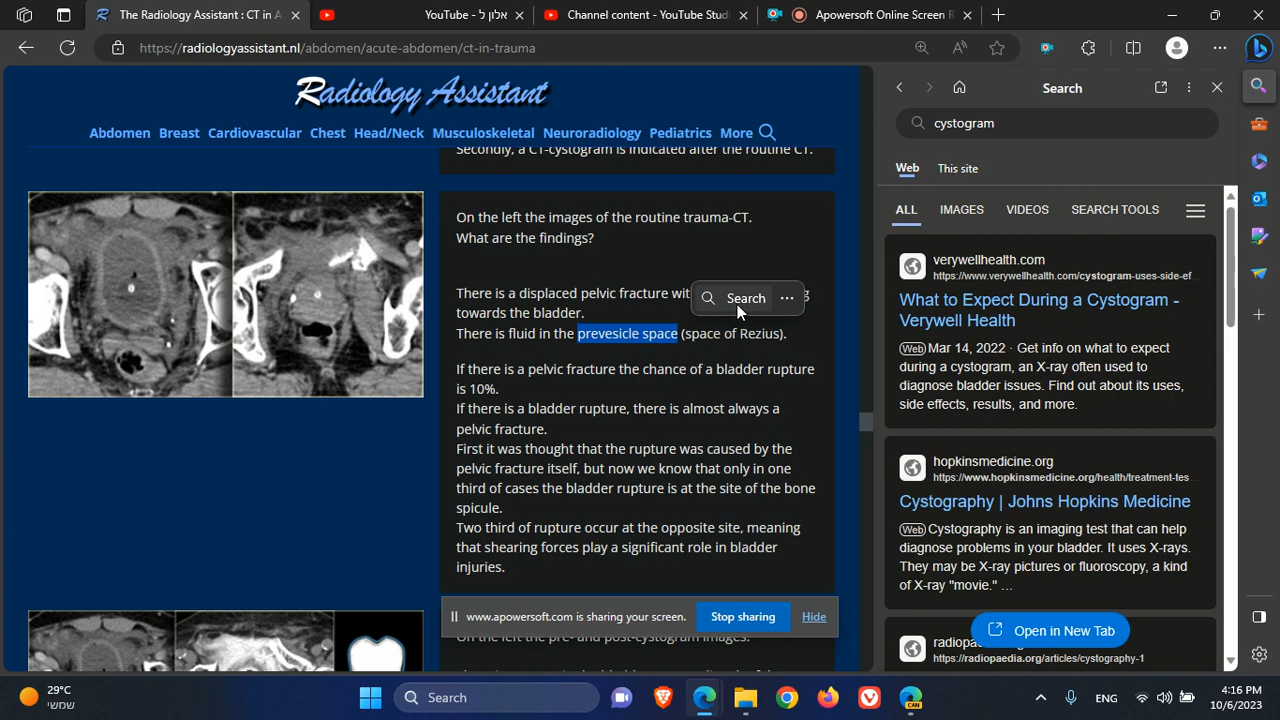 The Radiology Assistant : CT in A
YouTube - אלון ל
Channel content - YouTube Studi
Apowersoft Online Screen R
https://radiologyassistant.nl/abdomen/acute-abdomen/ct-in-trauma
Radiology Assistant
Abdomen Breast Cardiovascular Chest Head/Neck Musculoskeletal Neuroradiology Pediatrics More
Secondly, a CT-cystogram is indicated after the routine CT.
On the left the images of the routine trauma-CT.
What are the findings?
There is a displaced pelvic fracture
towards the bladder.
There is fluid in the prevesicle space (space of Rezius).
Search
If there is a pelvic fracture the chance of a bladder rupture
is 10%.
If there is a bladder rupture, there is almost always a
pelvic fracture.
First it was thought that the rupture was caused by the
pelvic fracture itself, but now we know that only in one
third of cases the bladder rupture is at the site of the bone
spicule.
Two third of rupture occur at the opposite site, meaning
that shearing forces play a significant role in bladder
injuries.
www.apowersoft.com is sharing your screen.
Stop sharing
Hide
On the left the pre- and post-cystogram images.
Search
cystogram
Web This site
ALL IMAGES VIDEOS SEARCH TOOLS
verywellhealth.com
https://www.verywellhealth.com/cystogram-uses-side-ef
What to Expect During a Cystogram -
Verywell Health
Web Mar 14, 2022 · Get info on what to expect
during a cystogram, an X-ray often used to
diagnose bladder issues. Find out about its uses,
side effects, results, and more.
hopkinsmedicine.org
https://www.hopkinsmedicine.org/health/treatment-tes
Cystography | Johns Hopkins Medicine
Web Cystography is an imaging test that can help
diagnose problems in your bladder. It uses X-rays.
They may be X-ray pictures or fluoroscopy, a kind
of X-ray "movie." ...
Open in New Tab
https://radiopaedia.org/articles/cystography-1
29°C
שמשי
Search
CAN
ENG
4:16 PM
10/6/2023